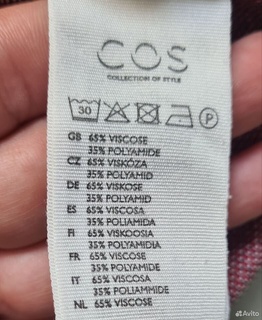 COS
COLLECTION OF STYLE
30 P
GB 65% VISCOSE
35% POLYAMIDE
CZ 65% VISKÓZA
35% POLYAMID
DE 65% VISKOSE
35% POLYAMID
ES 65% VISCOSA
35% POLIAMIDA
FI 65% VISKOOSIA
35% POLYAMIDIA
FR 65% VISCOSE
35% POLYAMIDE
IT 65% VISCOSA
35% POLIAMMIDE
NL 65% VISCOSE
Avito